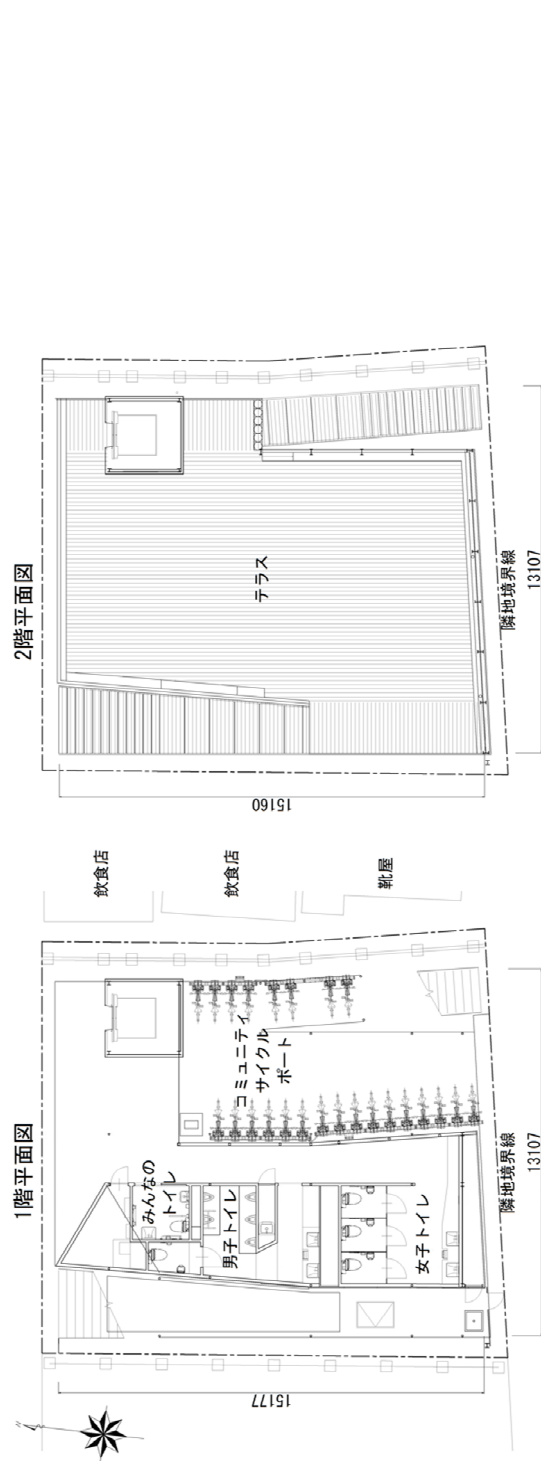 2階平面図
テラス
隣地境界線
13107
15160
飲食店
飲食店
靴屋
1階平面図
コミュニティ
サイクル
ポート
みんなの
トイレ
男子トイレ
女子トイレ
隣地境界線
13107
15177
N